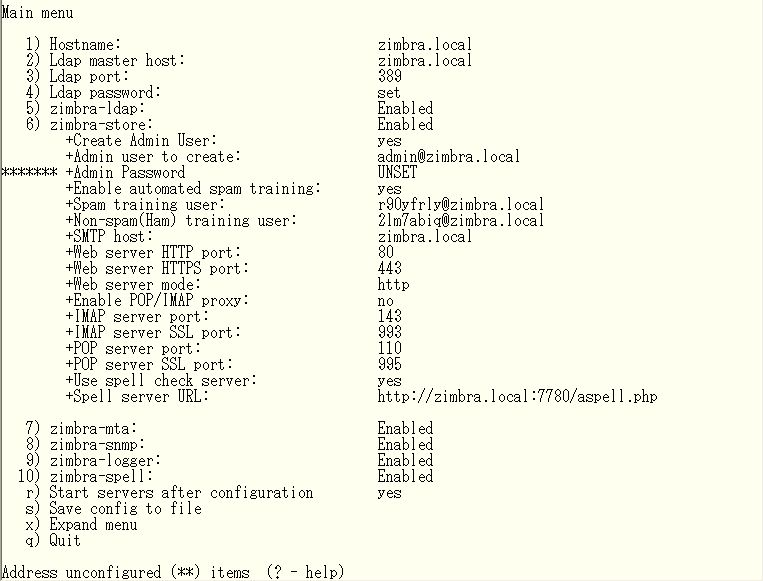 Main menu
1) Hostname: zimbra.local
2) Ldap master host: zimbra.local
3) Ldap port: 389
4) Ldap password: set
5) zimbra-ldap: Enabled
6) zimbra-store: Enabled
+Create Admin User: yes
+Admin user to create: admin@zimbra.local
******* +Admin Password UNSET
+Enable automated spam training: yes
+Spam training user: r90yfrly@zimbra.local
+Non-spam(Ham) training user: 2lm7abiq@zimbra.local
+SMTP host: zimbra.local
+Web server HTTP port: 80
+Web server HTTPS port: 443
+Web server mode: http
+Enable POP/IMAP proxy: no
+IMAP server port: 143
+IMAP server SSL port: 993
+POP server port: 110
+POP server SSL port: 995
+Use spell check server: yes
+Spell server URL: http://zimbra.local:7780/aspell.php
7) zimbra-mta: Enabled
8) zimbra-snmp: Enabled
9) zimbra-logger: Enabled
10) zimbra-spell: Enabled
r) Start servers after configuration yes
s) Save config to file
x) Expand menu
q) Quit
Address unconfigured (**) items (? - help)